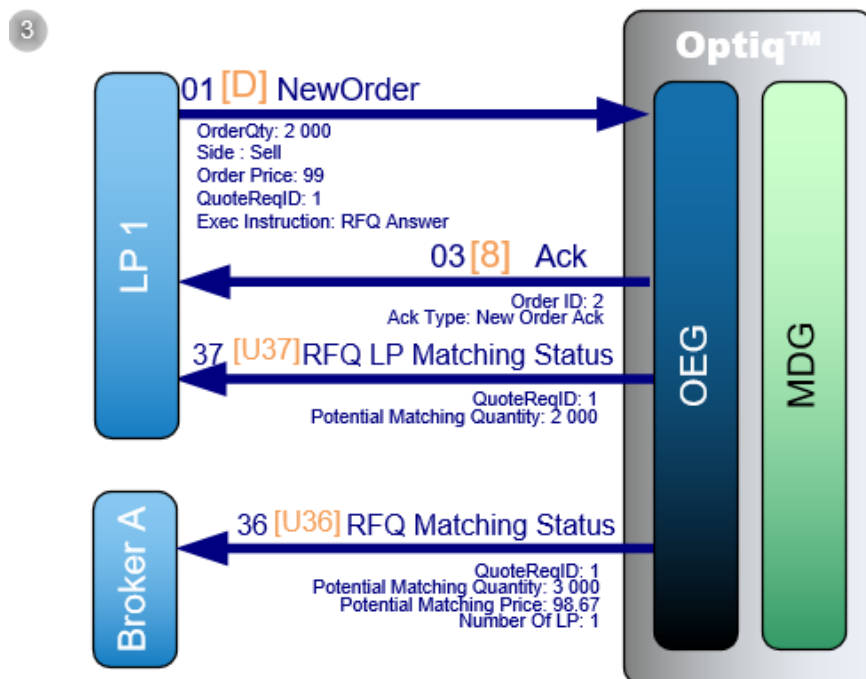 3
Optiq™
01 [D] NewOrder
OrderQty: 2 000
Side : Sell
Order Price: 99
QuoteReqID: 1
Exec Instruction: RFQ Answer
LP 1
03 [8] Ack
Order ID: 2
Ack Type: New Order Ack
37 [U37] RFQ LP Matching Status
QuoteReqID: 1
Potential Matching Quantity: 2 000
OEG
MDG
Broker A
36 [U36] RFQ Matching Status
QuoteReqID: 1
Potential Matching Quantity: 3 000
Potential Matching Price: 98.67
Number Of LP: 1